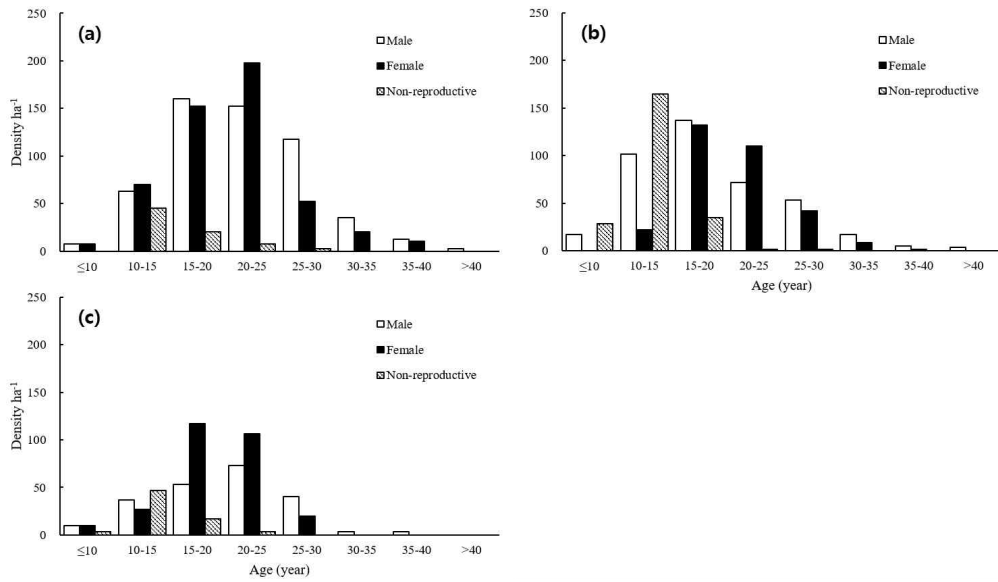 (a)
250
200
150
100
50
0
Density ha-1
Male
Female
Non-reproductive
≤10 10-15 15-20 20-25 25-30 30-35 35-40 >40
(b)
250
200
150
100
50
0
Male
Female
Non-reproductive
≤10 10-15 15-20 20-25 25-30 30-35 35-40 >40
Age (year)
(c)
250
200
150
100
50
0
Density ha-1
Male
Female
Non-reproductive
≤10 10-15 15-20 20-25 25-30 30-35 35-40 >40
Age (year)